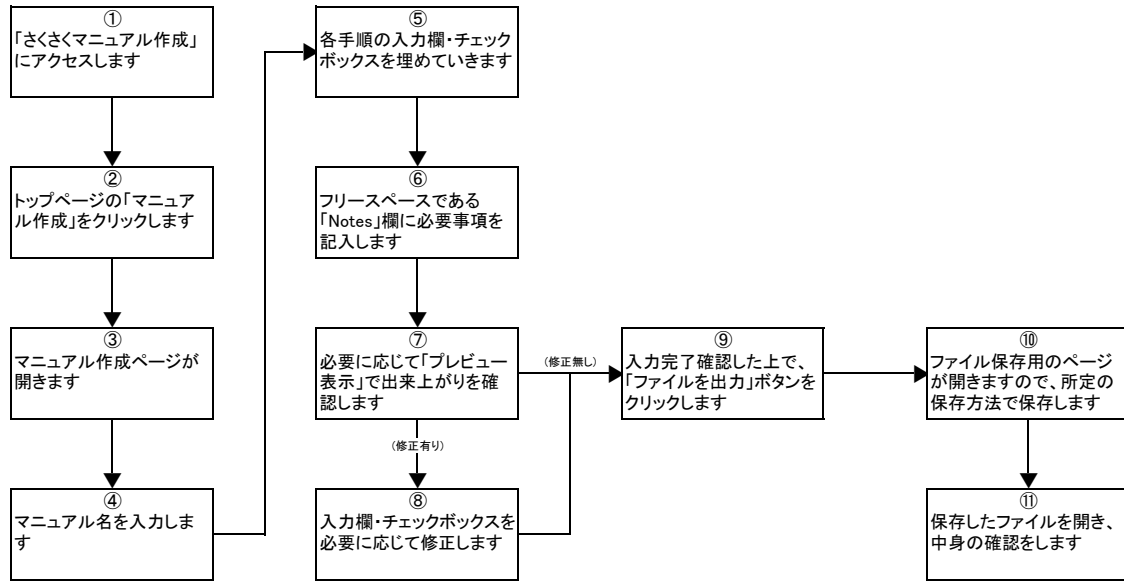 ①
「さくさくマニュアル作成」
にアクセスします
②
トップページの「マニュア
ル作成」をクリックします
③
マニュアル作成ページが
開きます
④
マニュアル名を入力しま
す
⑤
各手順の入力欄・チェック
ボックスを埋めていきます
⑥
フリースペースである
「Notes」欄に必要事項を
記入します
⑦
必要に応じて「プレビュー
表示」で出来上がりを確
認します
(修正無し)
(修正有り)
⑧
入力欄・チェックボックスを
必要に応じて修正します
⑨
入力完了確認した上で、
「ファイルを出力」ボタンを
クリックします
⑩
ファイル保存用のページ
が開きますので、所定の
保存方法で保存します
⑪
保存したファイルを開き、
中身の確認をします